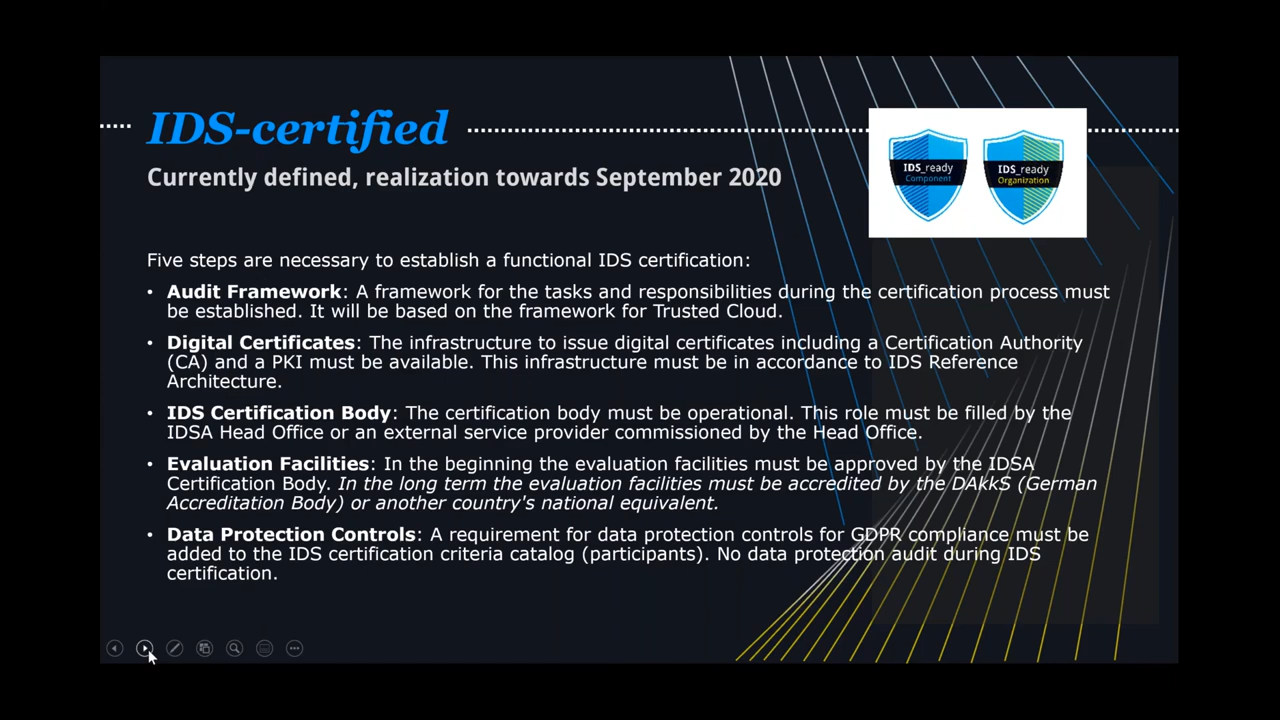 IDS-certified
Currently defined, realization towards September 2020
IDS_ready
Component
IDS_ready
Organization
Five steps are necessary to establish a functional IDS certification:
• Audit Framework: A framework for the tasks and responsibilities during the certification process must
be established. It will be based on the framework for Trusted Cloud.
• Digital Certificates: The infrastructure to issue digital certificates including a Certification Authority
(CA) and a PKI must be available. This infrastructure must be in accordance to IDS Reference
Architecture.
• IDS Certification Body: The certification body must be operational. This role must be filled by the
IDSA Head Office or an external service provider commissioned by the Head Office.
• Evaluation Facilities: In the beginning the evaluation facilities must be approved by the IDSA
Certification Body. In the long term the evaluation facilities must be accredited by the DAkkS (German
Accreditation Body) or another country's national equivalent.
• Data Protection Controls: A requirement for data protection controls for GDPR compliance must be
added to the IDS certification criteria catalog (participants). No data protection audit during IDS
certification.